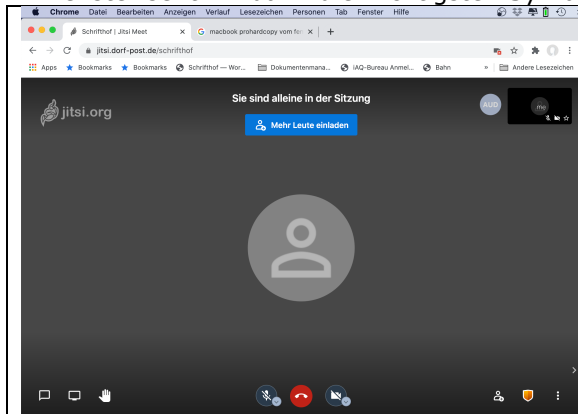 Chrome Datei Bearbeiten Anzeigen Verlauf Lesezeichen Personen Tab Fenster Hilfe
Schrifthof | Jitsi Meet
macbook prohardcopy vom fe
jitsi.dorf-post.de/schrifthof
Apps Bookmarks Bookmarks Schrifthof — Wor... Dokumentenmana... iAQ-Bureau Anmel... Bahn » Andere Lesezeichen
jitsi.org
Sie sind alleine in der Sitzung
Mehr Leute einladen
AUD
me